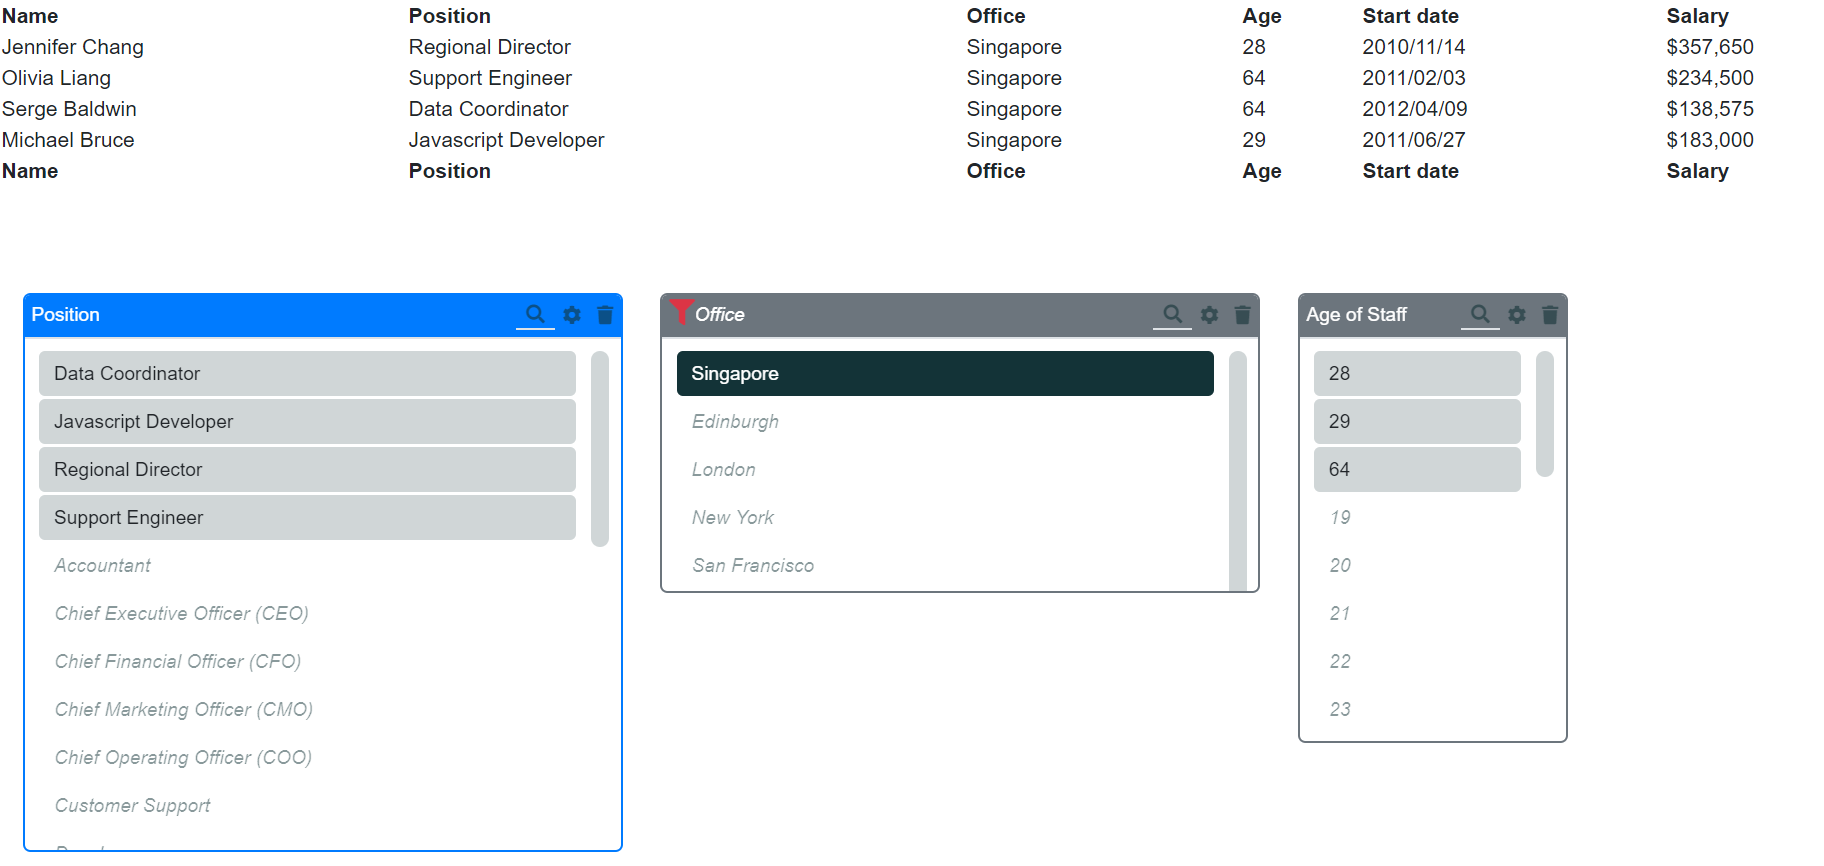 Name Position Office Age Start date Salary
Jennifer Chang Regional Director Singapore 28 2010/11/14 $357,650
Olivia Liang Support Engineer Singapore 64 2011/02/03 $234,500
Serge Baldwin Data Coordinator Singapore 64 2012/04/09 $138,575
Michael Bruce Javascript Developer Singapore 29 2011/06/27 $183,000
Name Position Office Age Start date Salary
Position
Data Coordinator
Javascript Developer
Regional Director
Support Engineer
Accountant
Chief Executive Officer (CEO)
Chief Financial Officer (CFO)
Chief Marketing Officer (CMO)
Chief Operating Officer (COO)
Customer Support
Office
Singapore
Edinburgh
London
New York
San Francisco
Age of Staff
28
29
64
19
20
21
22
23